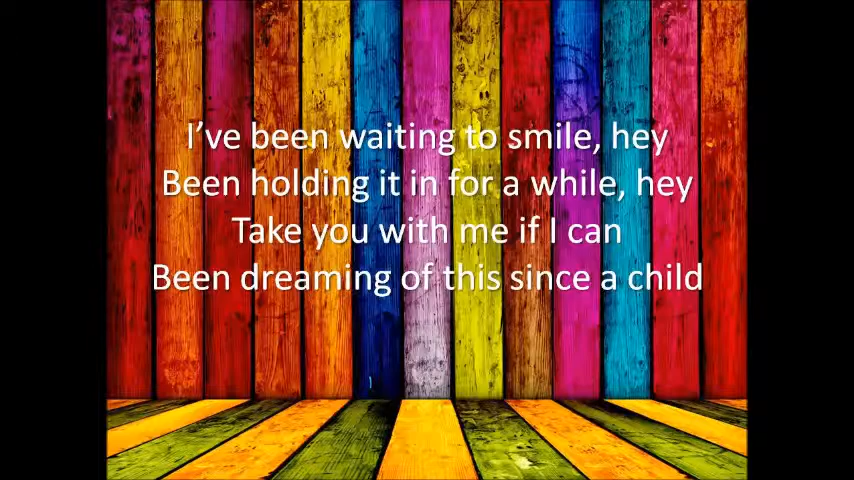 I’ve been waiting to smile, hey
Been holding it in for a while, hey
Take you with me if I can
Been dreaming of this since a child